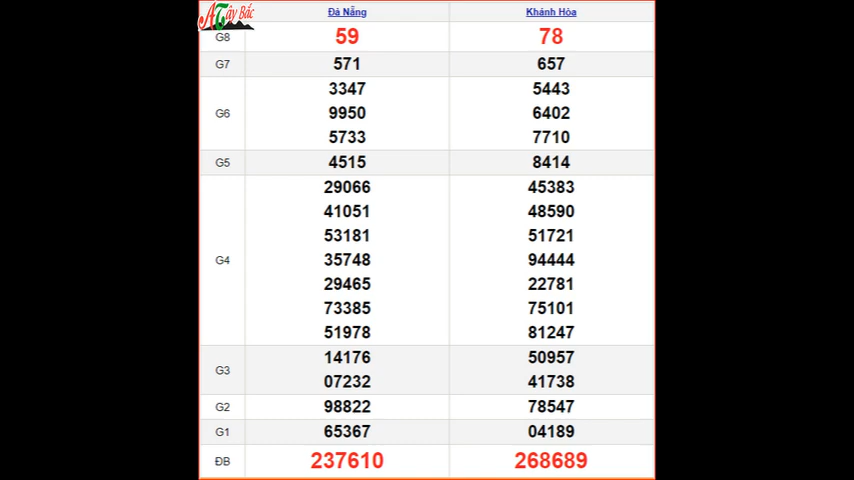 ATây Bắc
Đà Nẵng Khánh Hòa
G8 59 78
G7 571 657
3347 5443
G6 9950 6402
5733 7710
G5 4515 8414
29066 45383
41051 48590
53181 51721
G4 35748 94444
29465 22781
73385 75101
51978 81247
14176 50957
G3
07232 41738
G2 98822 78547
G1 65367 04189
ĐB 237610 268689